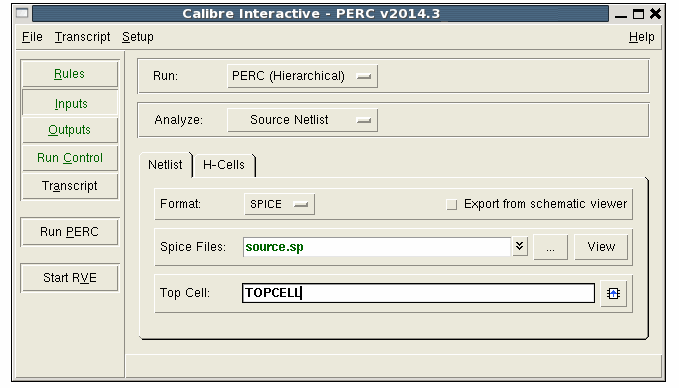 Calibre Interactive - PERC v2014.3
File Transcript Setup Help
Rules
Inputs
Outputs
Run Control
Transcript
Run PERC
Start RVE
Run: PERC (Hierarchical)
Analyze: Source Netlist
Netlist H-Cells
Format: SPICE Export from schematic viewer
Spice Files: source.sp ... View
Top Cell: TOPCELL